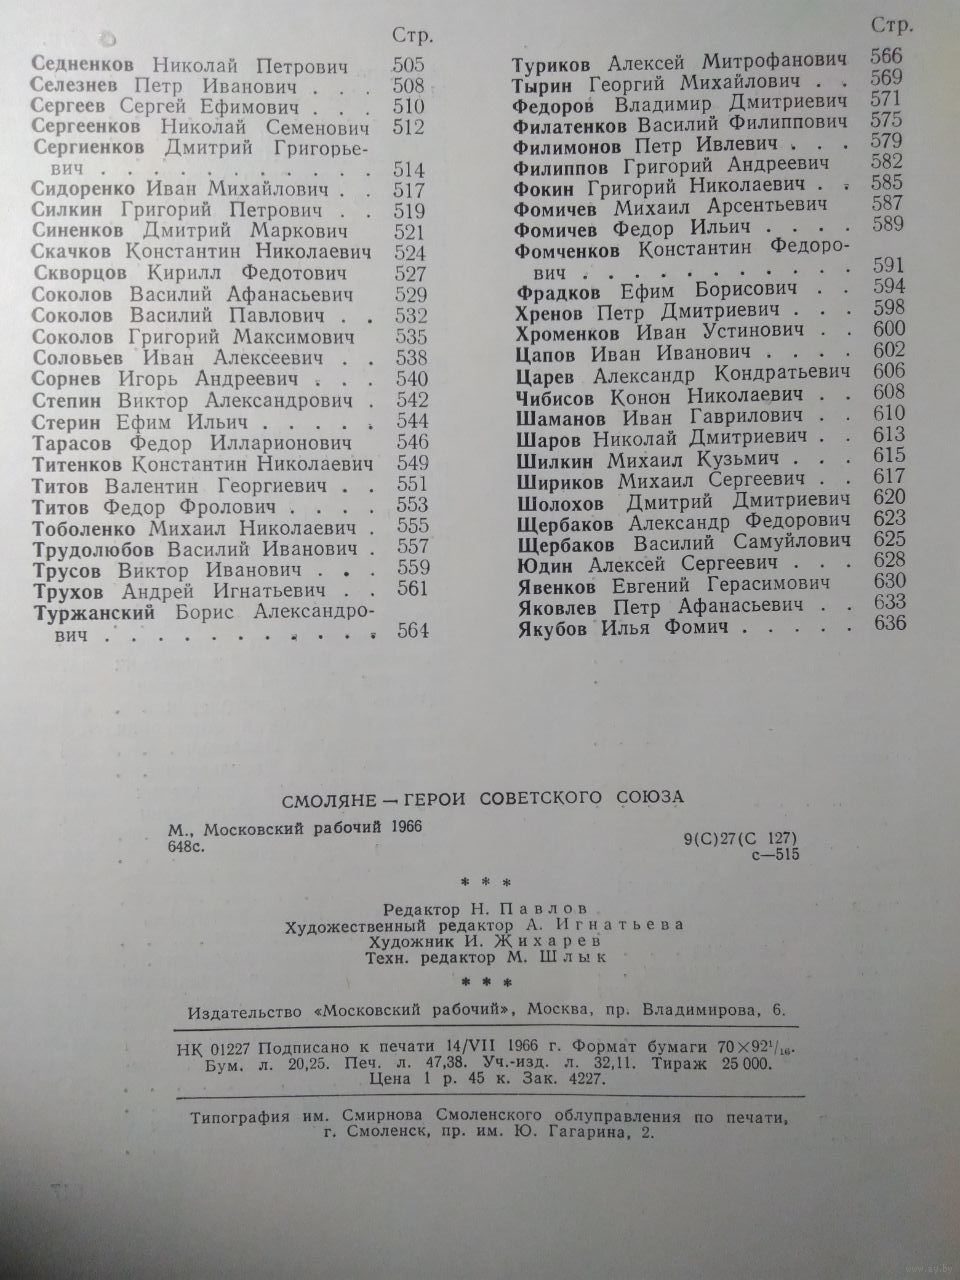 Стр.
Седненков Николай Петрович 505
Селезнев Петр Иванович . . . 508
Сергеев Сергей Ефимович . . . 510
Сергеенков Николай Семенович 512
Сергиенков Дмитрий Григорье-
вич . . . . . . . . . . . 514
Сидоренко Иван Михайлович . . 517
Силкин Григорий Петрович . . 519
Синенков Дмитрий Маркович 521
Скачков Константин Николаевич 524
Скворцов Кирилл Федотович 527
Соколов Василий Афанасьевич 529
Соколов Василий Павлович . . 532
Соколов Григорий Максимович 535
Соловьев Иван Алексеевич . . 538
Сорнев Игорь Андреевич . . . 540
Степин Виктор Александрович . 542
Стерин Ефим Ильич . . . . . 544
Тарасов Федор Илларионович 546
Титенков Константин Николаевич 549
Титов Валентин Георгиевич . . 551
Титов Федор Фролович . . . . 553
Тоболенко Михаил Николаевич . 555
Трудолюбов Василий Иванович . 557
Трусов Виктор Иванович . . . 559
Трухов Андрей Игнатьевич . . 561
Туржанский Борис Александро-
вич . . . . . . . . . . . 564
Стр.
Туриков Алексей Митрофанович 566
Тырин Георгий Михайлович . . 569
Федоров Владимир Дмитриевич 571
Филатенков Василий Филиппович 575
Филимонов Петр Ивлевич . . . 579
Филиппов Григорий Андреевич 582
Фокин Григорий Николаевич . . 585
Фомичев Михаил Арсентьевич 587
Фомичев Федор Ильич . . . . 589
Фомченков Константин Федоро-
вич . . . . . . . . . . . 591
Фрадков Ефим Борисович . . 594
Хренов Петр Дмитриевич . . . 598
Хроменков Иван Устинович . . 600
Цапов Иван Иванович . . . . 602
Царев Александр Кондратьевич 606
Чибисов Конон Николаевич . . 608
Шаманов Иван Гаврилович . . 610
Шаров Николай Дмитриевич . . 613
Шилкин Михаил Кузьмич . . . 615
Шириков Михаил Сергеевич . . 617
Шолохов Дмитрий Дмитриевич 620
Щербаков Александр Федорович 623
Щербаков Василий Самуйлович 625
Юдин Алексей Сергеевич . . . 628
Явенков Евгений Герасимович 630
Яковлев Петр Афанасьевич . . 633
Якубов Илья Фомич . . . . . 636
СМОЛЯНЕ — ГЕРОИ СОВЕТСКОГО СОЮЗА
М., Московский рабочий 1966
648с.
9(С)27(С 127)
с—515
* * *
Редактор Н. Павлов
Художественный редактор А. Игнатьева
Художник И. Жихарев
Техн. редактор М. Шлык
* * *
Издательство «Московский рабочий», Москва, пр. Владимирова, 6.
НК 01227 Подписано к печати 14/VII 1966 г. Формат бумаги 70×92¹/₁₆.
Бум. л. 20,25. Печ. л. 47,38. Уч.-изд. л. 32,11. Тираж 25 000.
Цена 1 р. 45 к. Зак. 4227.
Типография им. Смирнова Смоленского облуправления по печати,
г. Смоленск, пр. им. Ю. Гагарина, 2.
www.ay.by